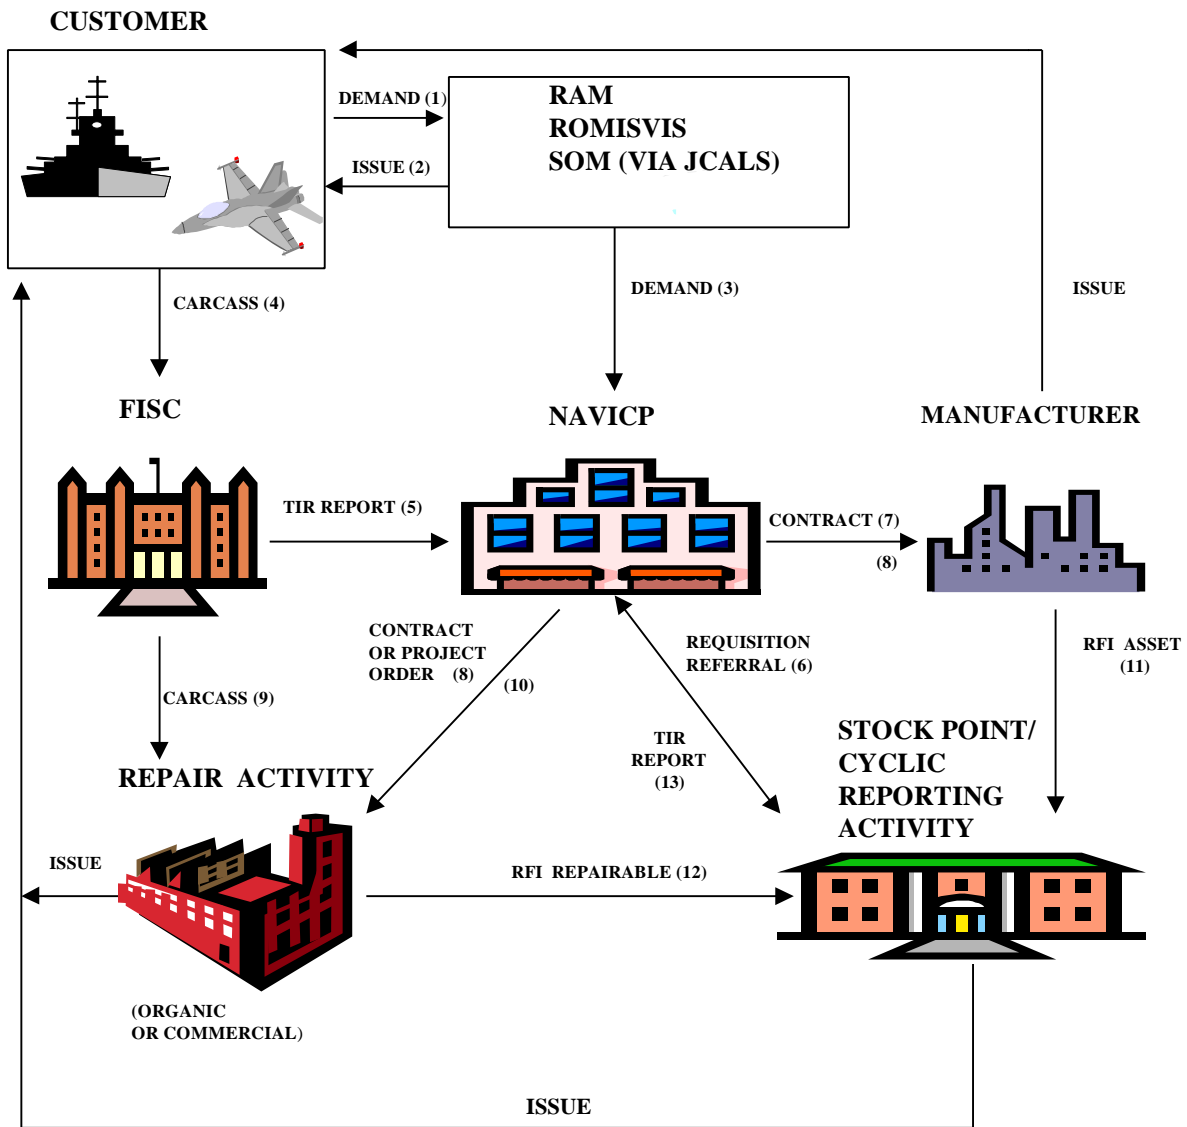 CUSTOMER
DEMAND (1)
ISSUE (2)
RAM
ROMISVIS
SOM (VIA JCALS)
CARCASS (4)
DEMAND (3)
ISSUE
FISC
NAVICP
MANUFACTURER
TIR REPORT (5)
CONTRACT (7)
(8)
CONTRACT
OR PROJECT
ORDER (8)
(10)
REQUISITION
REFERRAL (6)
RFI ASSET
(11)
CARCASS (9)
TIR
REPORT
(13)
STOCK POINT/
CYCLIC
REPORTING
ACTIVITY
REPAIR ACTIVITY
ISSUE
RFI REPAIRABLE (12)
(ORGANIC
OR COMMERCIAL)
ISSUE